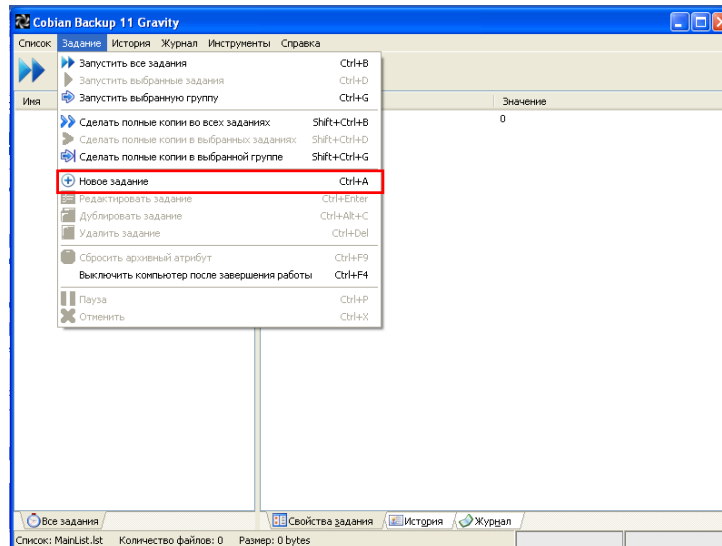 Cobian Backup 11 Gravity
Список Задание История Журнал Инструменты Справка
Запустить все задания Ctrl+B
Запустить выбранные задания Ctrl+D
Запустить выбранную группу Ctrl+G
Имя Значение
Сделать полные копии во всех заданиях Shift+Ctrl+B
0
Сделать полные копии в выбранных заданиях Shift+Ctrl+D
Сделать полные копии в выбранной группе Shift+Ctrl+G
Новое задание Ctrl+A
Редактировать задание Ctrl+Enter
Дублировать задание Ctrl+Alt+C
Удалить задание Ctrl+Del
Сбросить архивный атрибут Ctrl+F9
Выключить компьютер после завершения работы Ctrl+F4
Пауза Ctrl+P
Отменить Ctrl+X
Все задания Свойства задания История Журнал
Список: MainList.lst Количество файлов: 0 Размер: 0 bytes